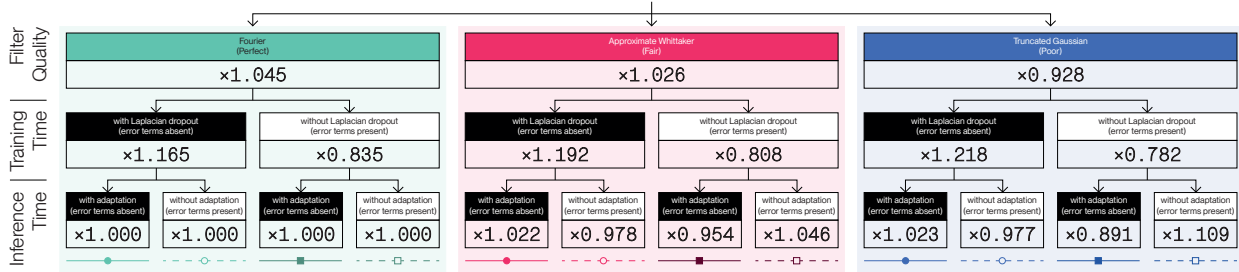 Filter
Quality
Fourier
(Perfect)
×1.045
Approximate Whittaker
(Fair)
×1.026
Truncated Gaussian
(Poor)
×0.928
Training
Time
with Laplacian dropout
(error terms absent)
×1.165
without Laplacian dropout
(error terms present)
×0.835
with Laplacian dropout
(error terms absent)
×1.192
without Laplacian dropout
(error terms present)
×0.808
with Laplacian dropout
(error terms absent)
×1.218
without Laplacian dropout
(error terms present)
×0.782
Inference
Time
with adaptation
(error terms absent)
×1.000
without adaptation
(error terms present)
×1.000
with adaptation
(error terms absent)
×1.000
without adaptation
(error terms present)
×1.000
with adaptation
(error terms absent)
×1.022
without adaptation
(error terms present)
×0.978
with adaptation
(error terms absent)
×0.954
without adaptation
(error terms present)
×1.046
with adaptation
(error terms absent)
×1.023
without adaptation
(error terms present)
×0.977
with adaptation
(error terms absent)
×0.891
without adaptation
(error terms present)
×1.109